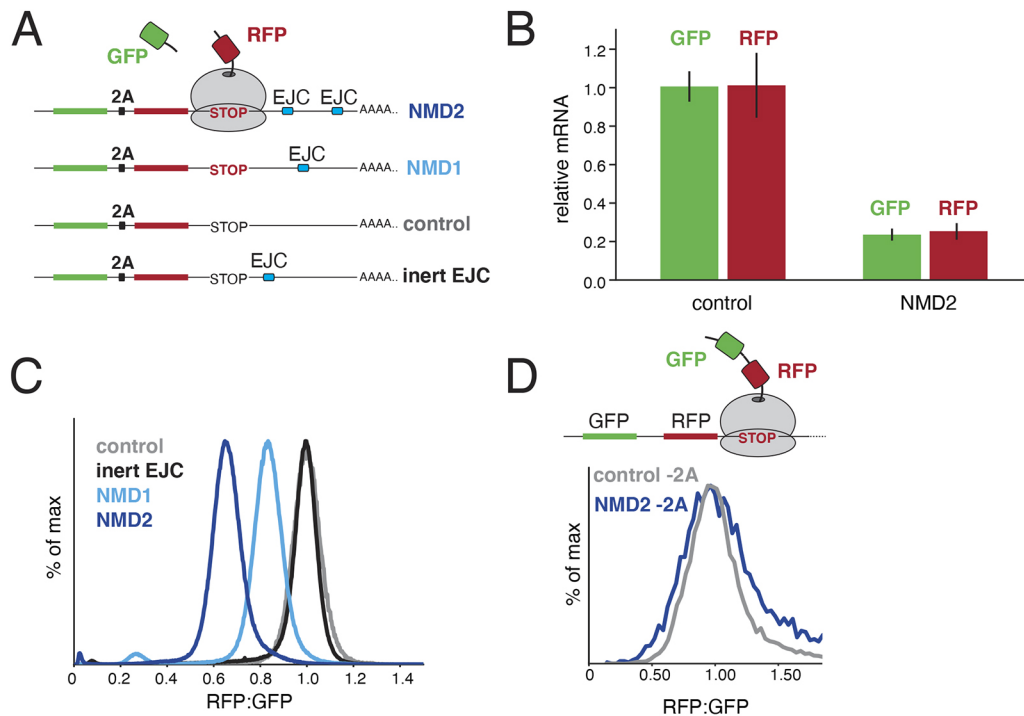 A
GFP
RFP
2A
STOP
EJC
EJC
AAAA..
NMD2
2A
STOP
EJC
AAAA..
NMD1
2A
STOP
AAAA..
control
2A
STOP
EJC
AAAA..
inert EJC
B
relative mRNA
1.2
1.0
0.8
0.6
0.4
0.2
0.0
GFP
RFP
GFP
RFP
control
NMD2
C
control
inert EJC
NMD1
NMD2
% of max
0
0.2
0.4
0.6
0.8
1.0
1.2
1.4
RFP:GFP
D
GFP
RFP
GFP
RFP
STOP
control -2A
NMD2 -2A
% of max
0
0.50
1.00
1.50
RFP:GFP